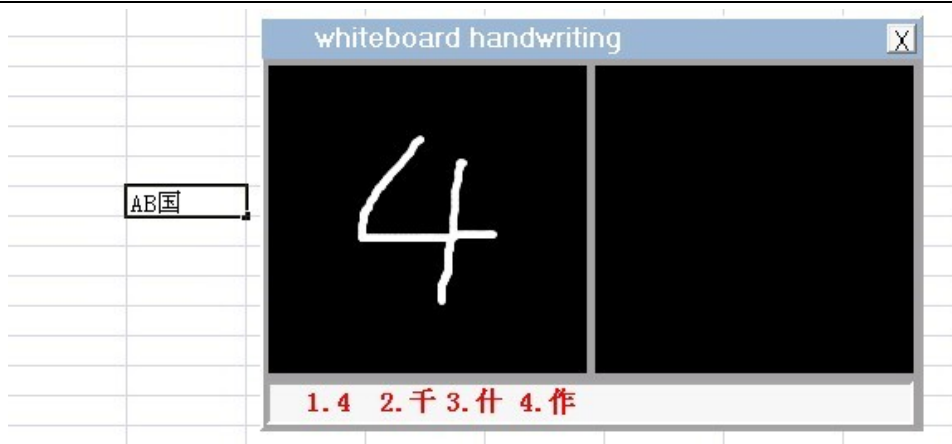 whiteboard handwriting X
4
AB国
1.4 2.千 3.什 4.作